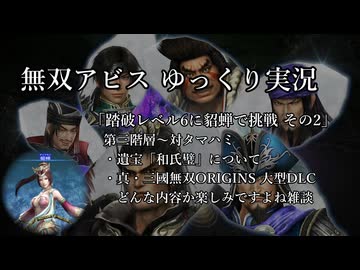 無双アビス ゆっくり実況
「踏破レベル6に貂蝉で挑戦 その2」
第二階層～対タマハミ
・遺宝「和氏璧」について
・真・三國無双ORIGINS 大型DLC
どんな内容か楽しみですよね雑談